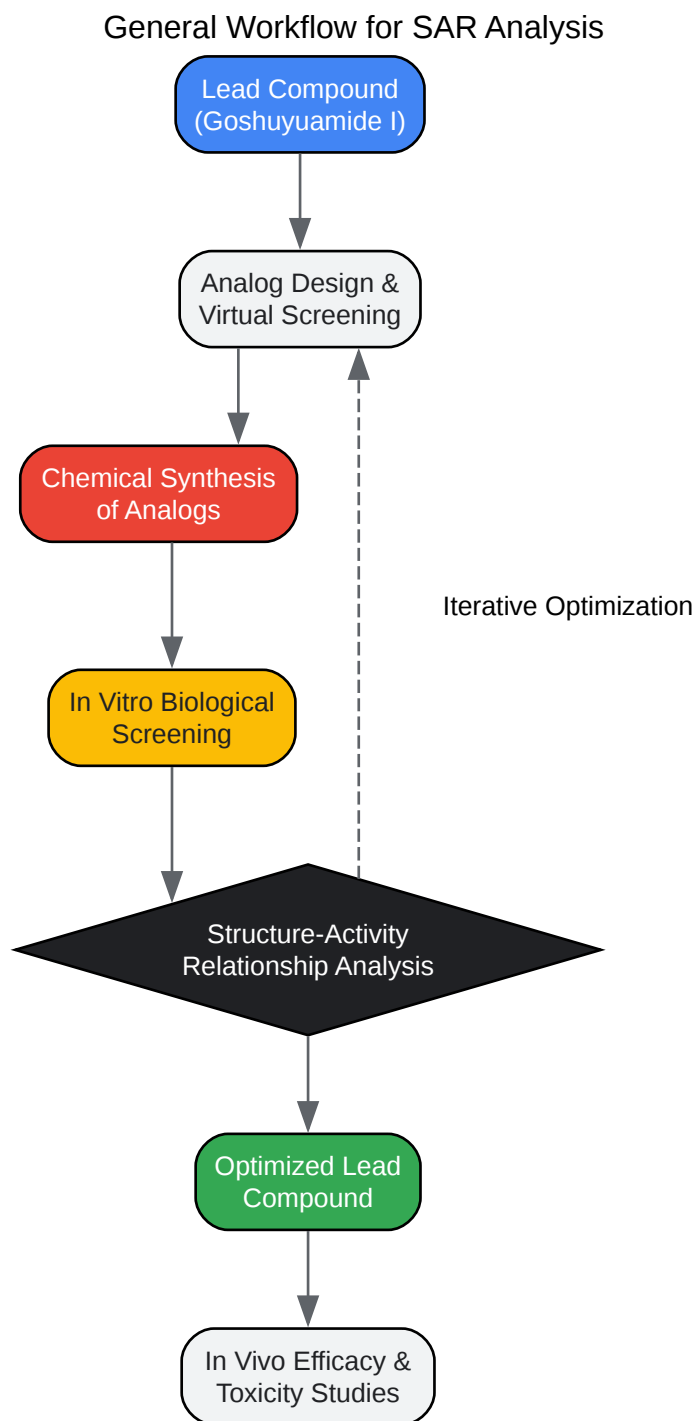 General Workflow for SAR Analysis
Lead Compound
(Goshuyuamide I)
Analog Design &
Virtual Screening
Chemical Synthesis
of Analogs
Iterative Optimization
In Vitro Biological
Screening
Structure-Activity
Relationship Analysis
Optimized Lead
Compound
In Vivo Efficacy &
Toxicity Studies